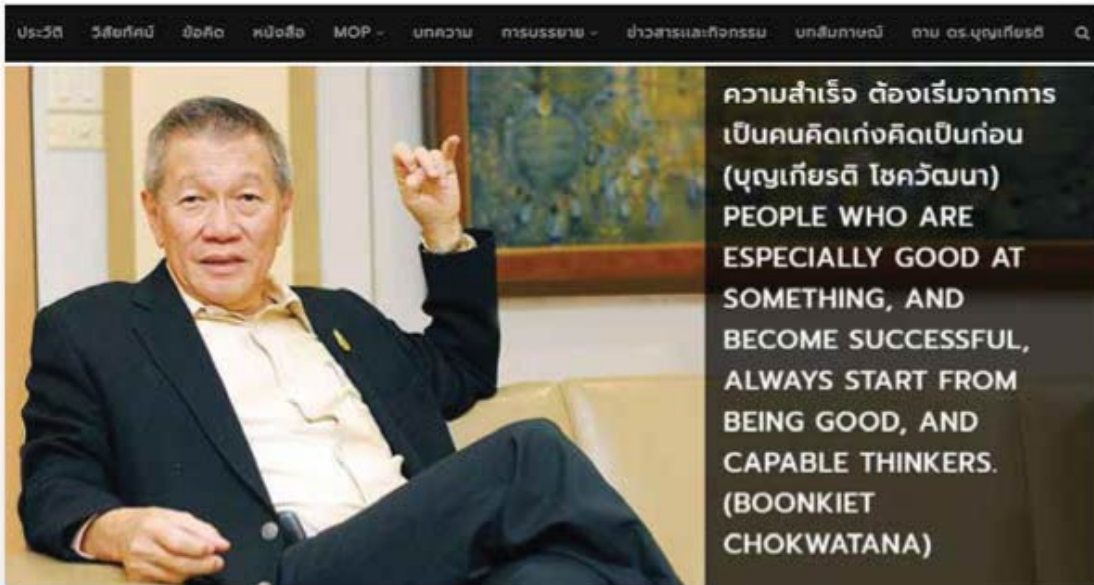 ประวัติ วิสัยทัศน์ ข้อคิด หนังสือ MOP บทความ การบรรยาย ข่าวสารและกิจกรรม บทสัมภาษณ์ ถาม ดร.บุญเกียรติ
ความสำเร็จ ต้องเริ่มจากการ
เป็นคนคิดเก่งคิดเป็นก่อน
(บุญเกียรติ โชควัฒนา)
PEOPLE WHO ARE
ESPECIALLY GOOD AT
SOMETHING, AND
BECOME SUCCESSFUL,
ALWAYS START FROM
BEING GOOD, AND
CAPABLE THINKERS.
(BOONKIET
CHOKWATANA)